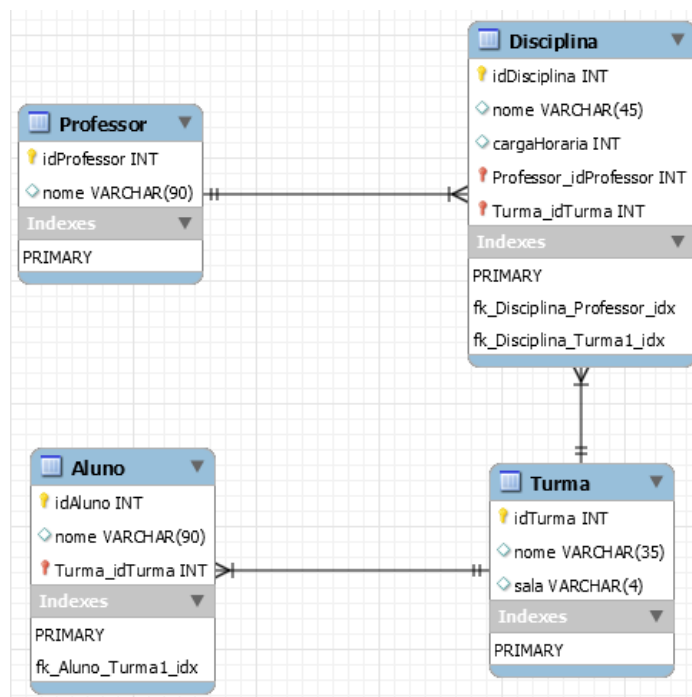 Disciplina
idDisciplina INT
nome VARCHAR(45)
cargaHoraria INT
Professor_idProfessor INT
Turma_idTurma INT
Indexes
PRIMARY
fk_Disciplina_Professor_idx
fk_Disciplina_Turma1_idx
Professor
idProfessor INT
nome VARCHAR(90)
Indexes
PRIMARY
Aluno
idAluno INT
nome VARCHAR(90)
Turma_idTurma INT
Indexes
PRIMARY
fk_Aluno_Turma1_idx
Turma
idTurma INT
nome VARCHAR(35)
sala VARCHAR(4)
Indexes
PRIMARY